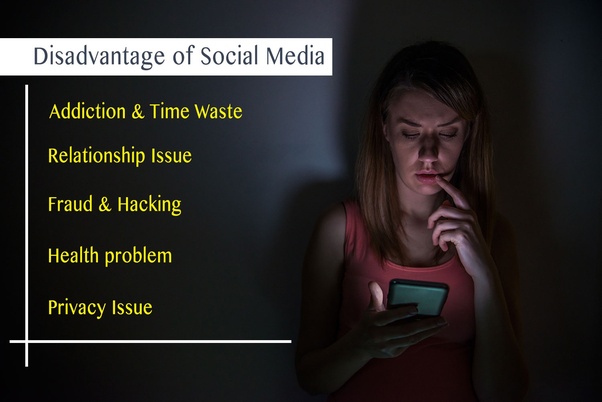 Disadvantage of Social Media
Addiction & Time Waste
Relationship Issue
Fraud & Hacking
Health problem
Privacy Issue